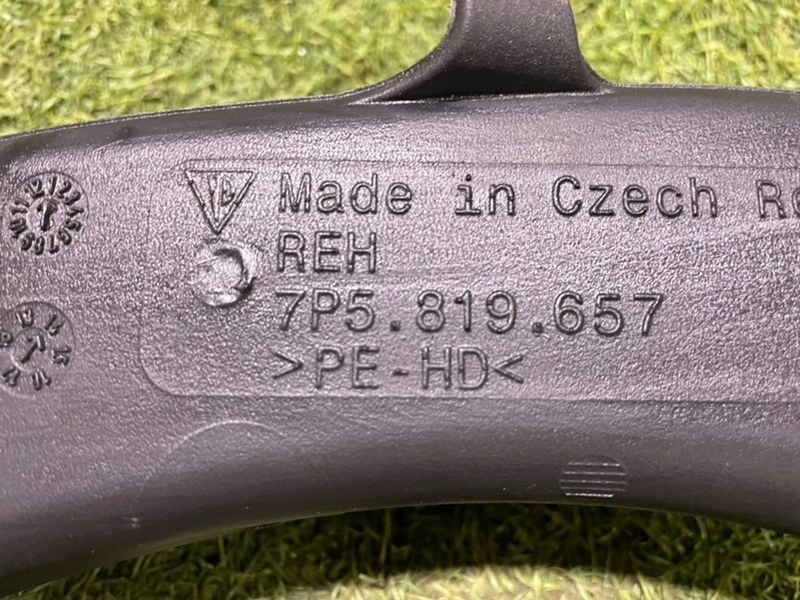 Made in Czech
REH
7P5.819.657
>PE-HD<